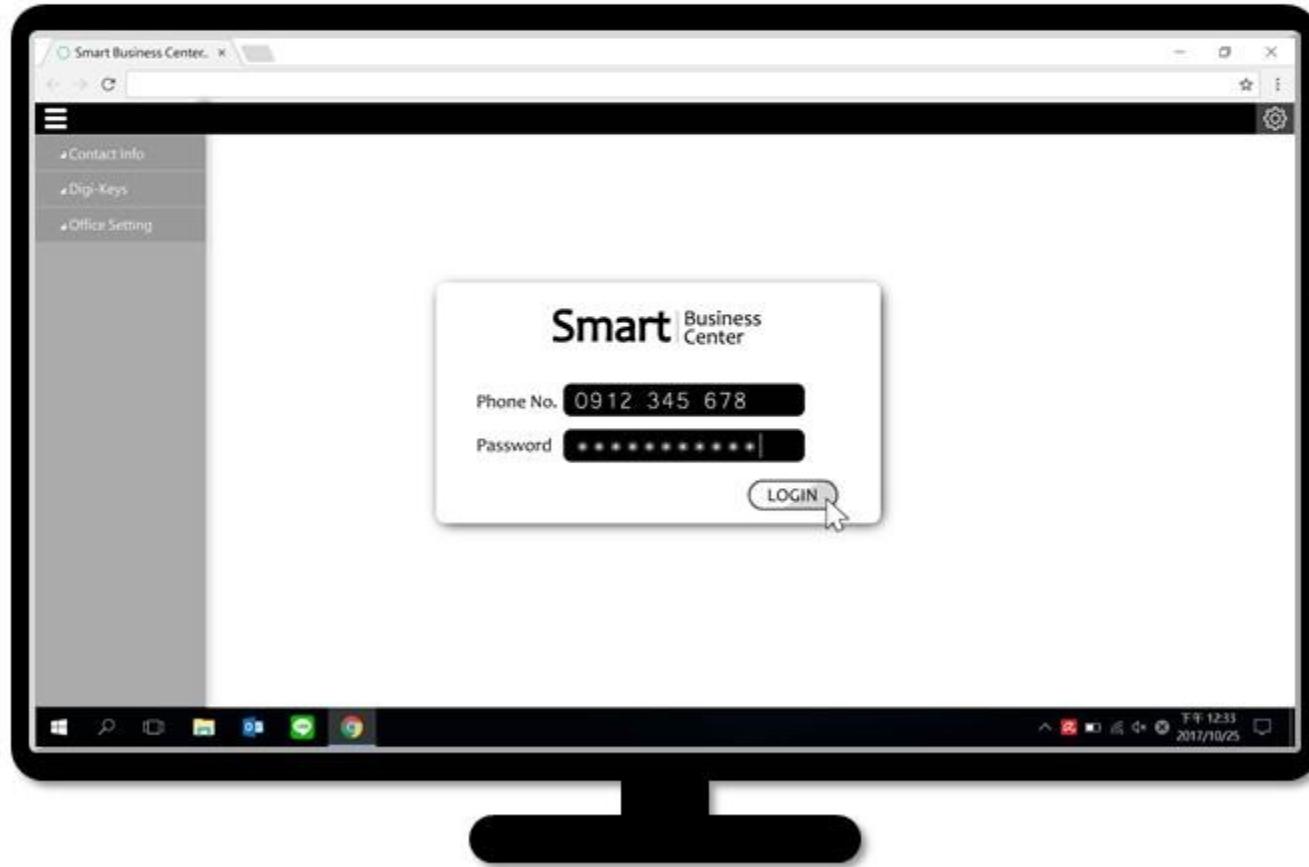 Smart Business Center..
Contact Info
Digi-Keys
Office Setting
Smart
Business
Center
Phone No. 0912 345 678
Password ***********
LOGIN
下午 12:33
2017/10/25